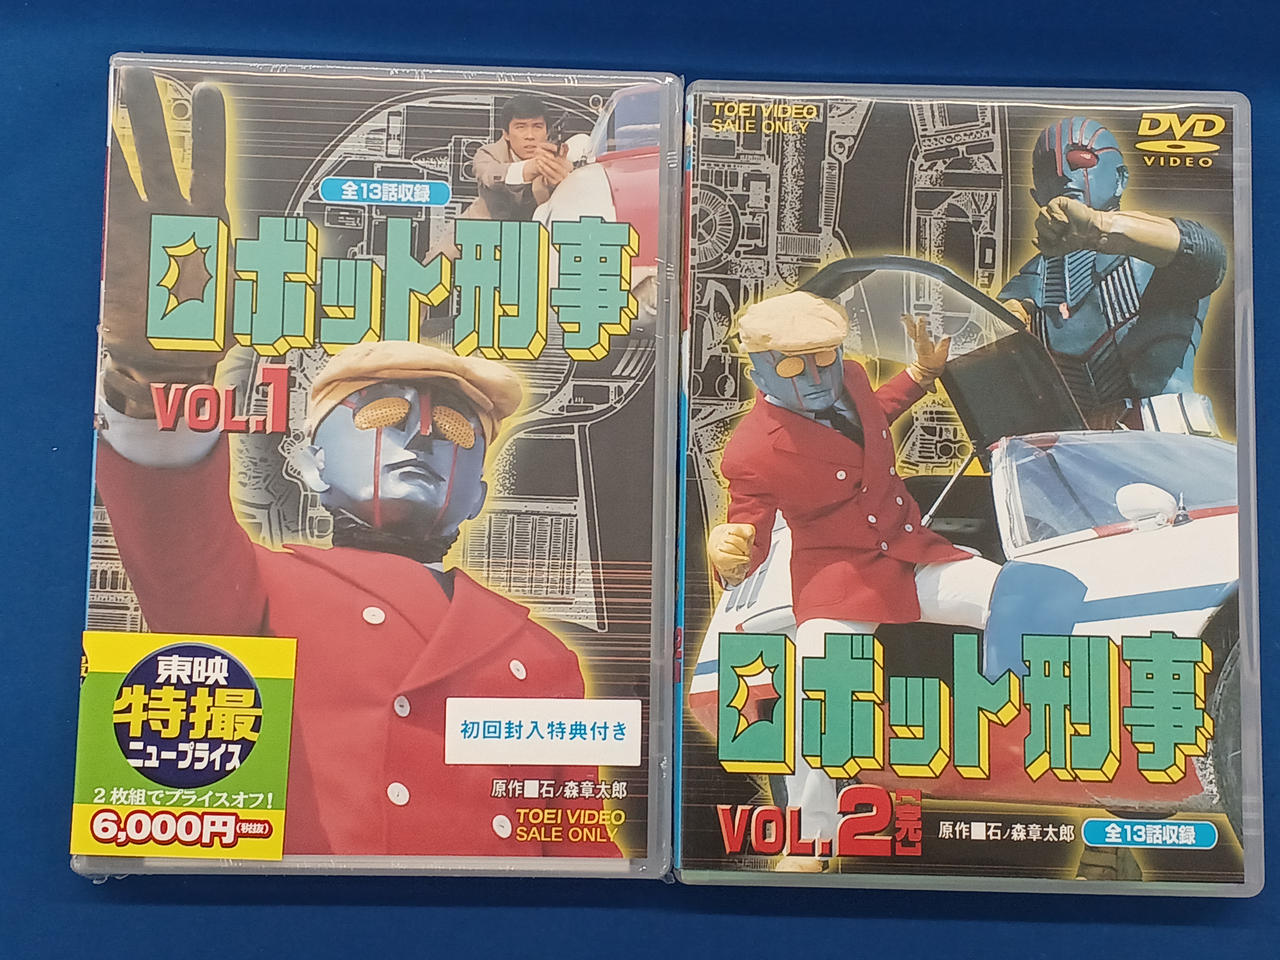 全13話収録
ロボット刑事
VOL.1
東映
特撮
ニュープライス
2枚組でプライスオフ!
6,000円(税抜)
初回封入特典付き
原作■石ノ森章太郎
TOEI VIDEO
SALE ONLY
TOEI VIDEO
SALE ONLY
DVD
VIDEO
ロボット刑事
VOL.2【完】
原作■石ノ森章太郎
全13話収録